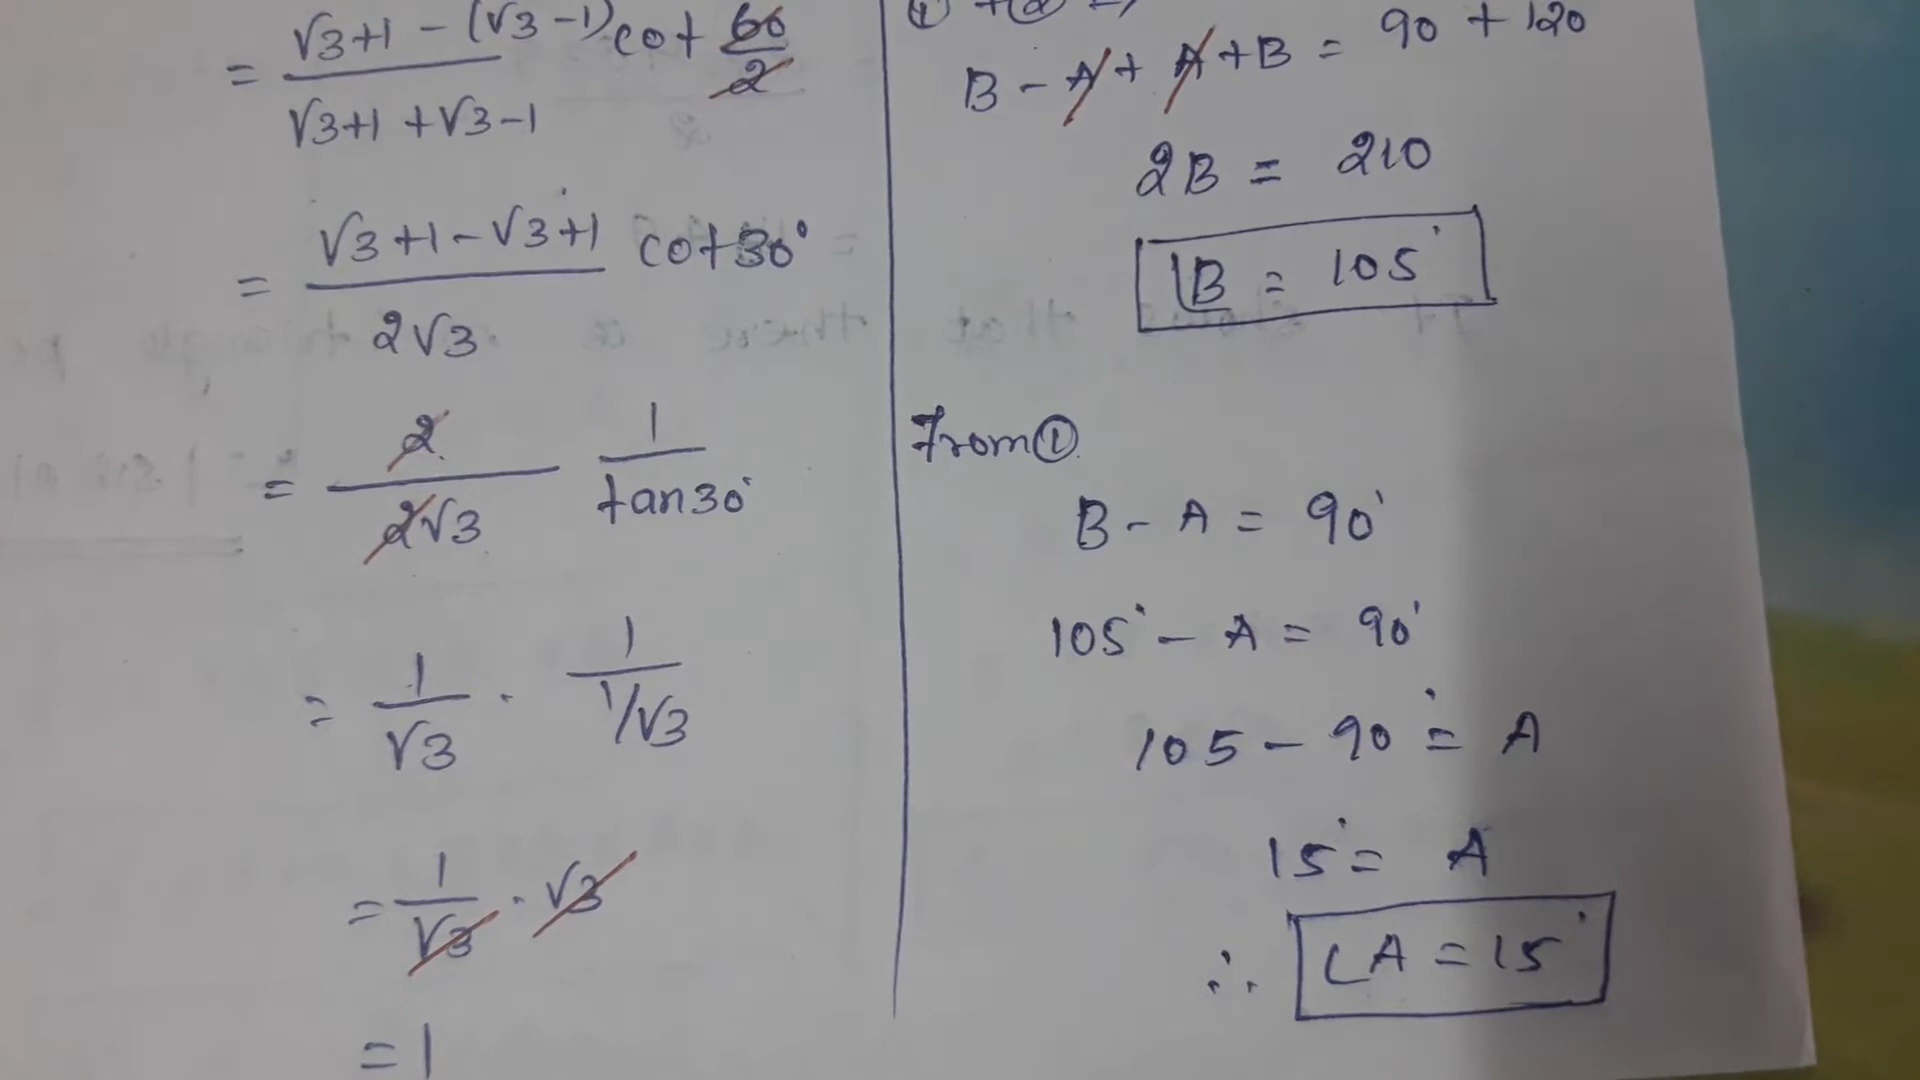 = √3+1 - (√3-1) / √3+1 + √3-1 cot 60/2
= √3+1-√3+1 / 2√3 cot30°
= 2 / 2√3 1 / tan30°
= 1/√3 · 1 / 1/√3
= 1/√3 · √3
= 1
B - A + A + B = 90 + 120
2B = 210
∠B = 105°
From ①
B - A = 90°
105° - A = 90°
105 - 90° = A
15° = A
∴ ∠A = 15°